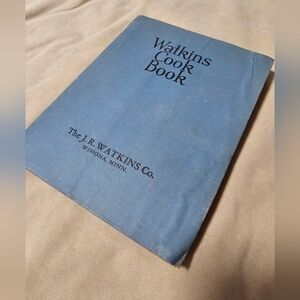 Watkins
Cook
Book
The J. R. WATKINS Co.
WINONA, MINN.